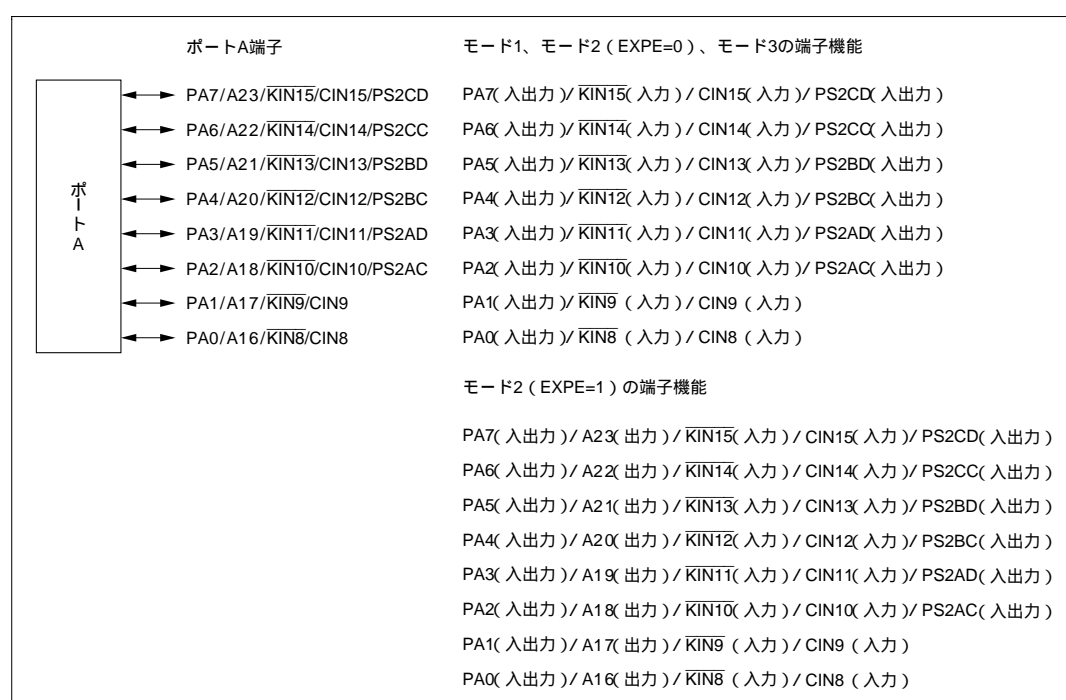 ポートA端子
モード1、モード2（EXPE=0）、モード3の端子機能
ポートA
PA7/A23/KIN15/CIN15/PS2CD
PA7(入出力)/KIN15(入力)/CIN15(入力)/PS2CD(入出力)
PA6/A22/KIN14/CIN14/PS2CC
PA6(入出力)/KIN14(入力)/CIN14(入力)/PS2CC(入出力)
PA5/A21/KIN13/CIN13/PS2BD
PA5(入出力)/KIN13(入力)/CIN13(入力)/PS2BD(入出力)
PA4/A20/KIN12/CIN12/PS2BC
PA4(入出力)/KIN12(入力)/CIN12(入力)/PS2BC(入出力)
PA3/A19/KIN11/CIN11/PS2AD
PA3(入出力)/KIN11(入力)/CIN11(入力)/PS2AD(入出力)
PA2/A18/KIN10/CIN10/PS2AC
PA2(入出力)/KIN10(入力)/CIN10(入力)/PS2AC(入出力)
PA1/A17/KIN9/CIN9
PA1(入出力)/KIN9（入力）/CIN9（入力）
PA0/A16/KIN8/CIN8
PA0(入出力)/KIN8（入力）/CIN8（入力）
モード2（EXPE=1）の端子機能
PA7(入出力)/A23(出力)/KIN15(入力)/CIN15(入力)/PS2CD(入出力)
PA6(入出力)/A22(出力)/KIN14(入力)/CIN14(入力)/PS2CC(入出力)
PA5(入出力)/A21(出力)/KIN13(入力)/CIN13(入力)/PS2BD(入出力)
PA4(入出力)/A20(出力)/KIN12(入力)/CIN12(入力)/PS2BC(入出力)
PA3(入出力)/A19(出力)/KIN11(入力)/CIN11(入力)/PS2AD(入出力)
PA2(入出力)/A18(出力)/KIN10(入力)/CIN10(入力)/PS2AC(入出力)
PA1(入出力)/A17(出力)/KIN9（入力）/CIN9（入力）
PA0(入出力)/A16(出力)/KIN8（入力）/CIN8（入力）